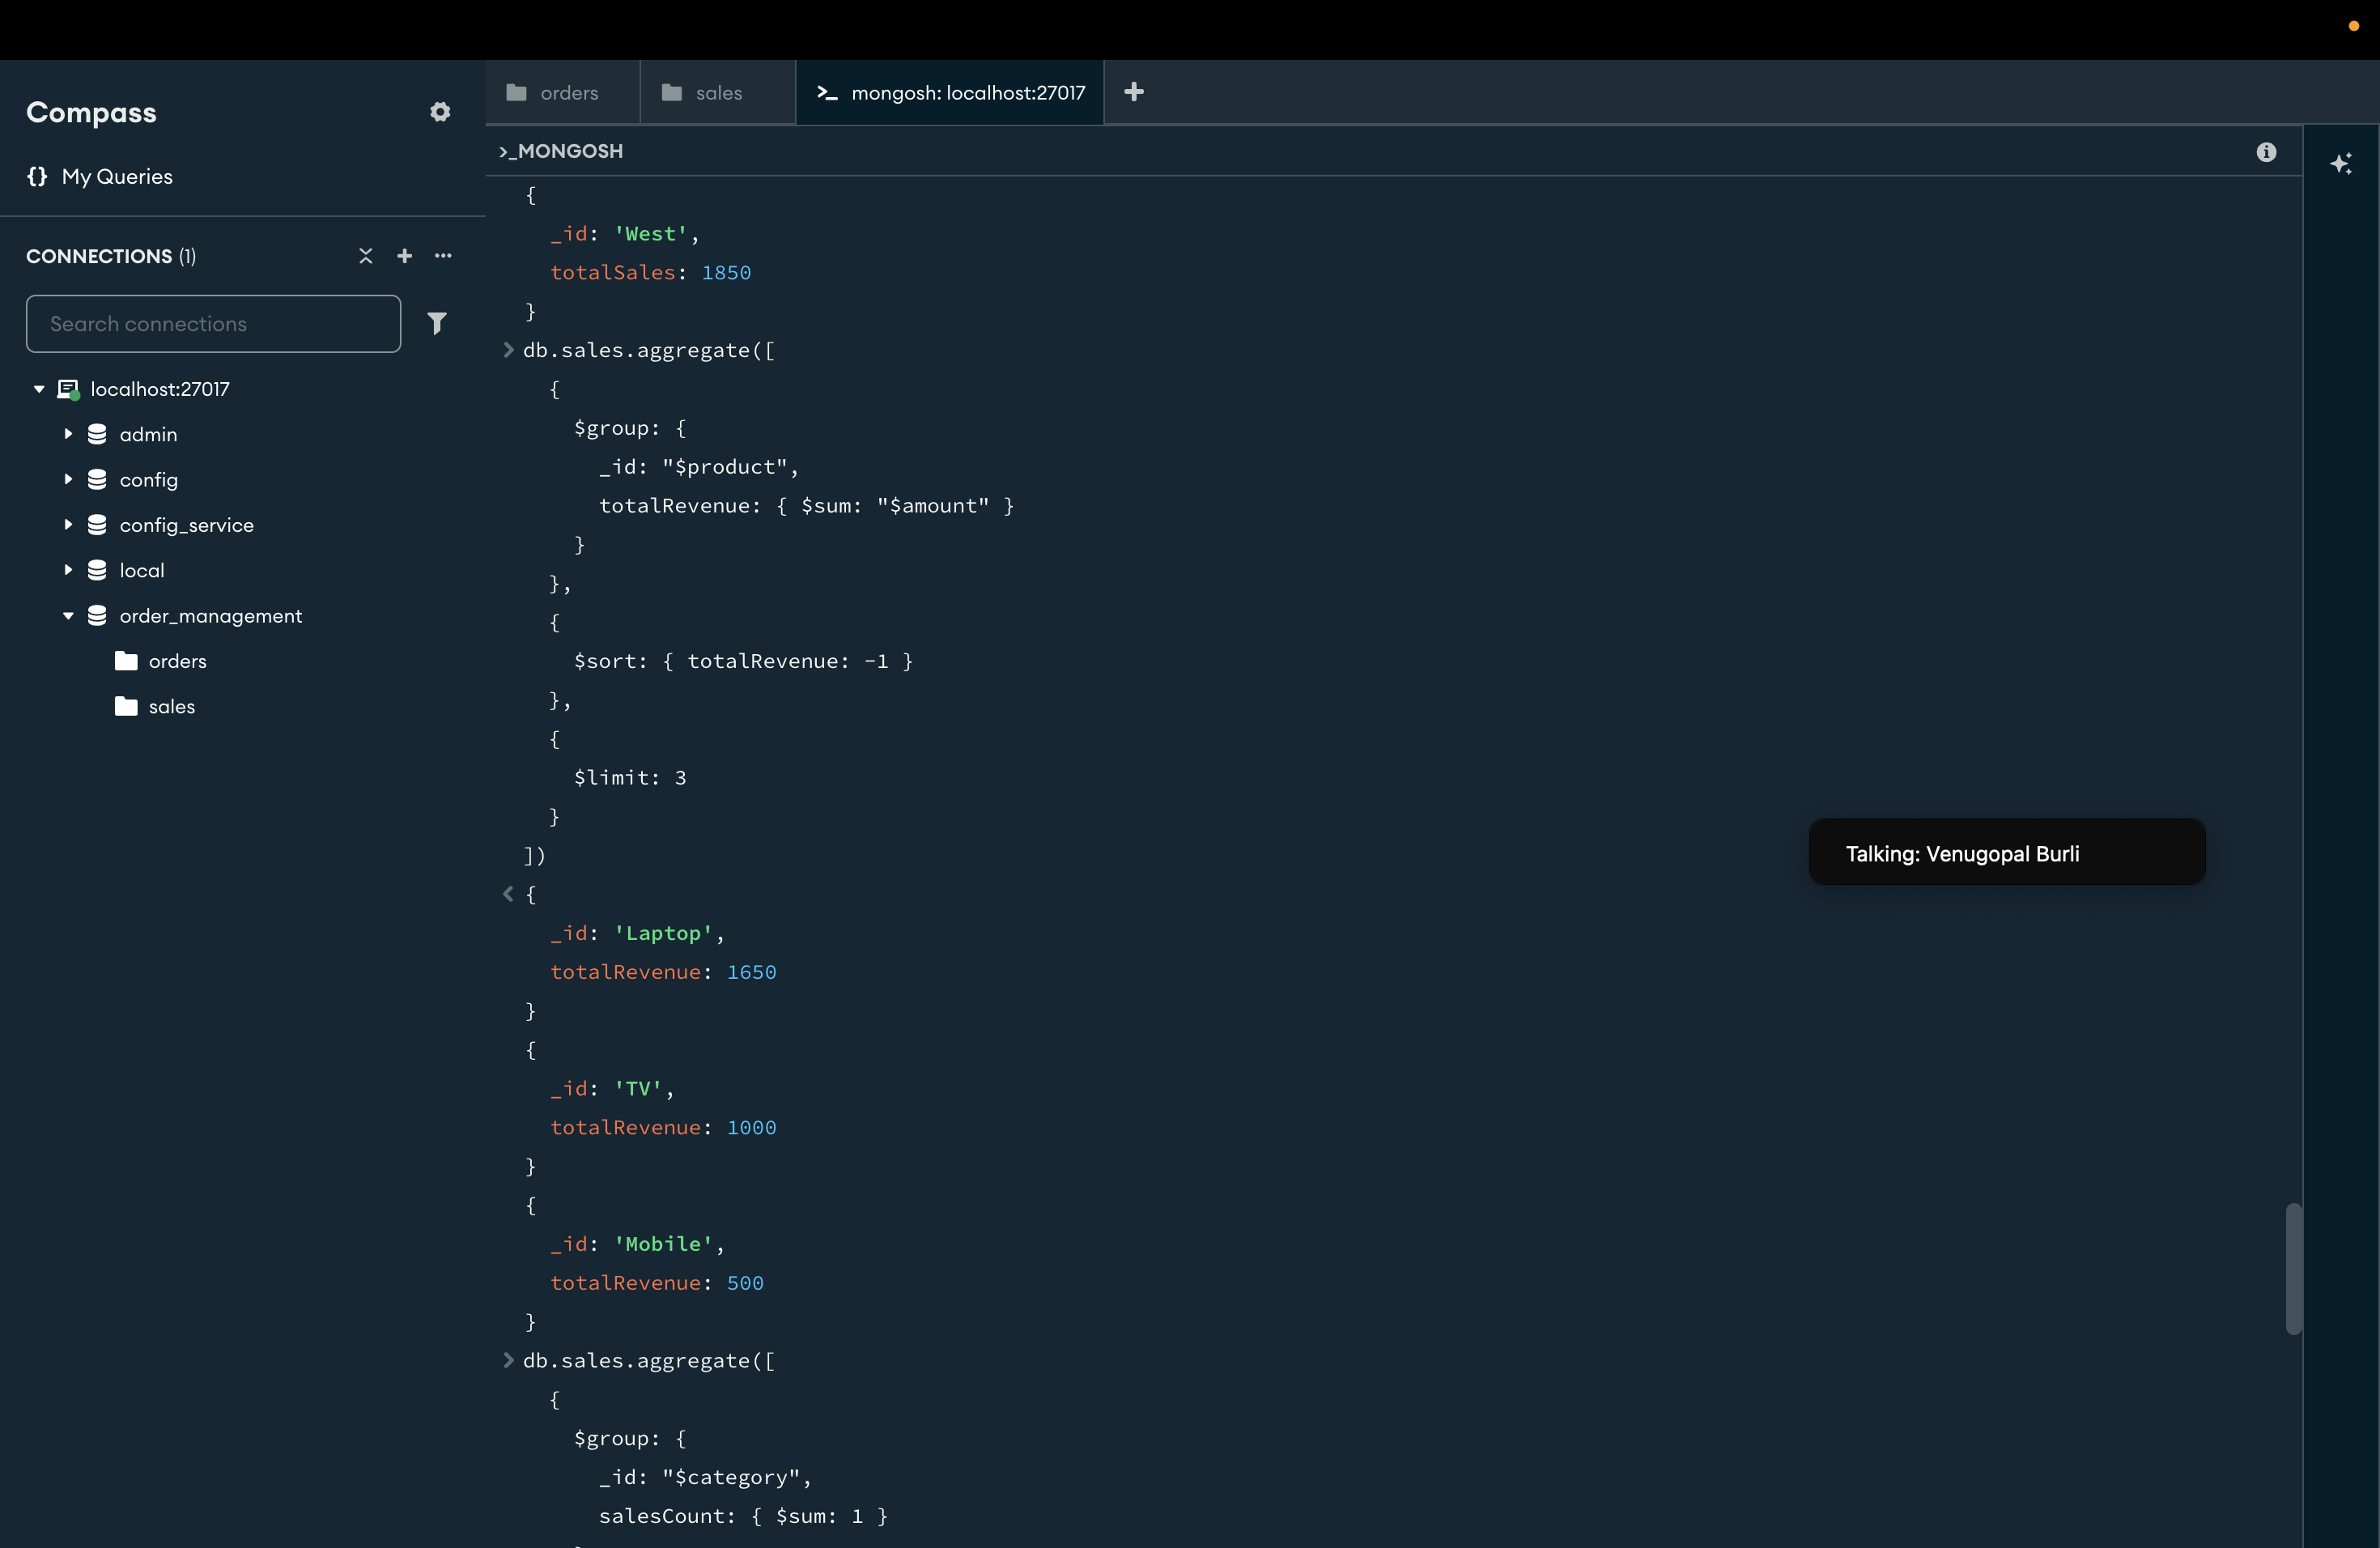 Compass
My Queries
CONNECTIONS (1)
Search connections
localhost:27017
admin
config
config_service
local
order_management
orders
sales
orders
sales
>_ mongosh: localhost:27017
>_MONGOSH
{
_id: 'West',
totalSales: 1850
}
> db.sales.aggregate([
{
$group: {
_id: "$product",
totalRevenue: { $sum: "$amount" }
}
},
{
$sort: { totalRevenue: -1 }
},
{
$limit: 3
}
])
< {
_id: 'Laptop',
totalRevenue: 1650
}
{
_id: 'TV',
totalRevenue: 1000
}
{
_id: 'Mobile',
totalRevenue: 500
}
> db.sales.aggregate([
{
$group: {
_id: "$category",
salesCount: { $sum: 1 }
Talking: Venugopal Burli